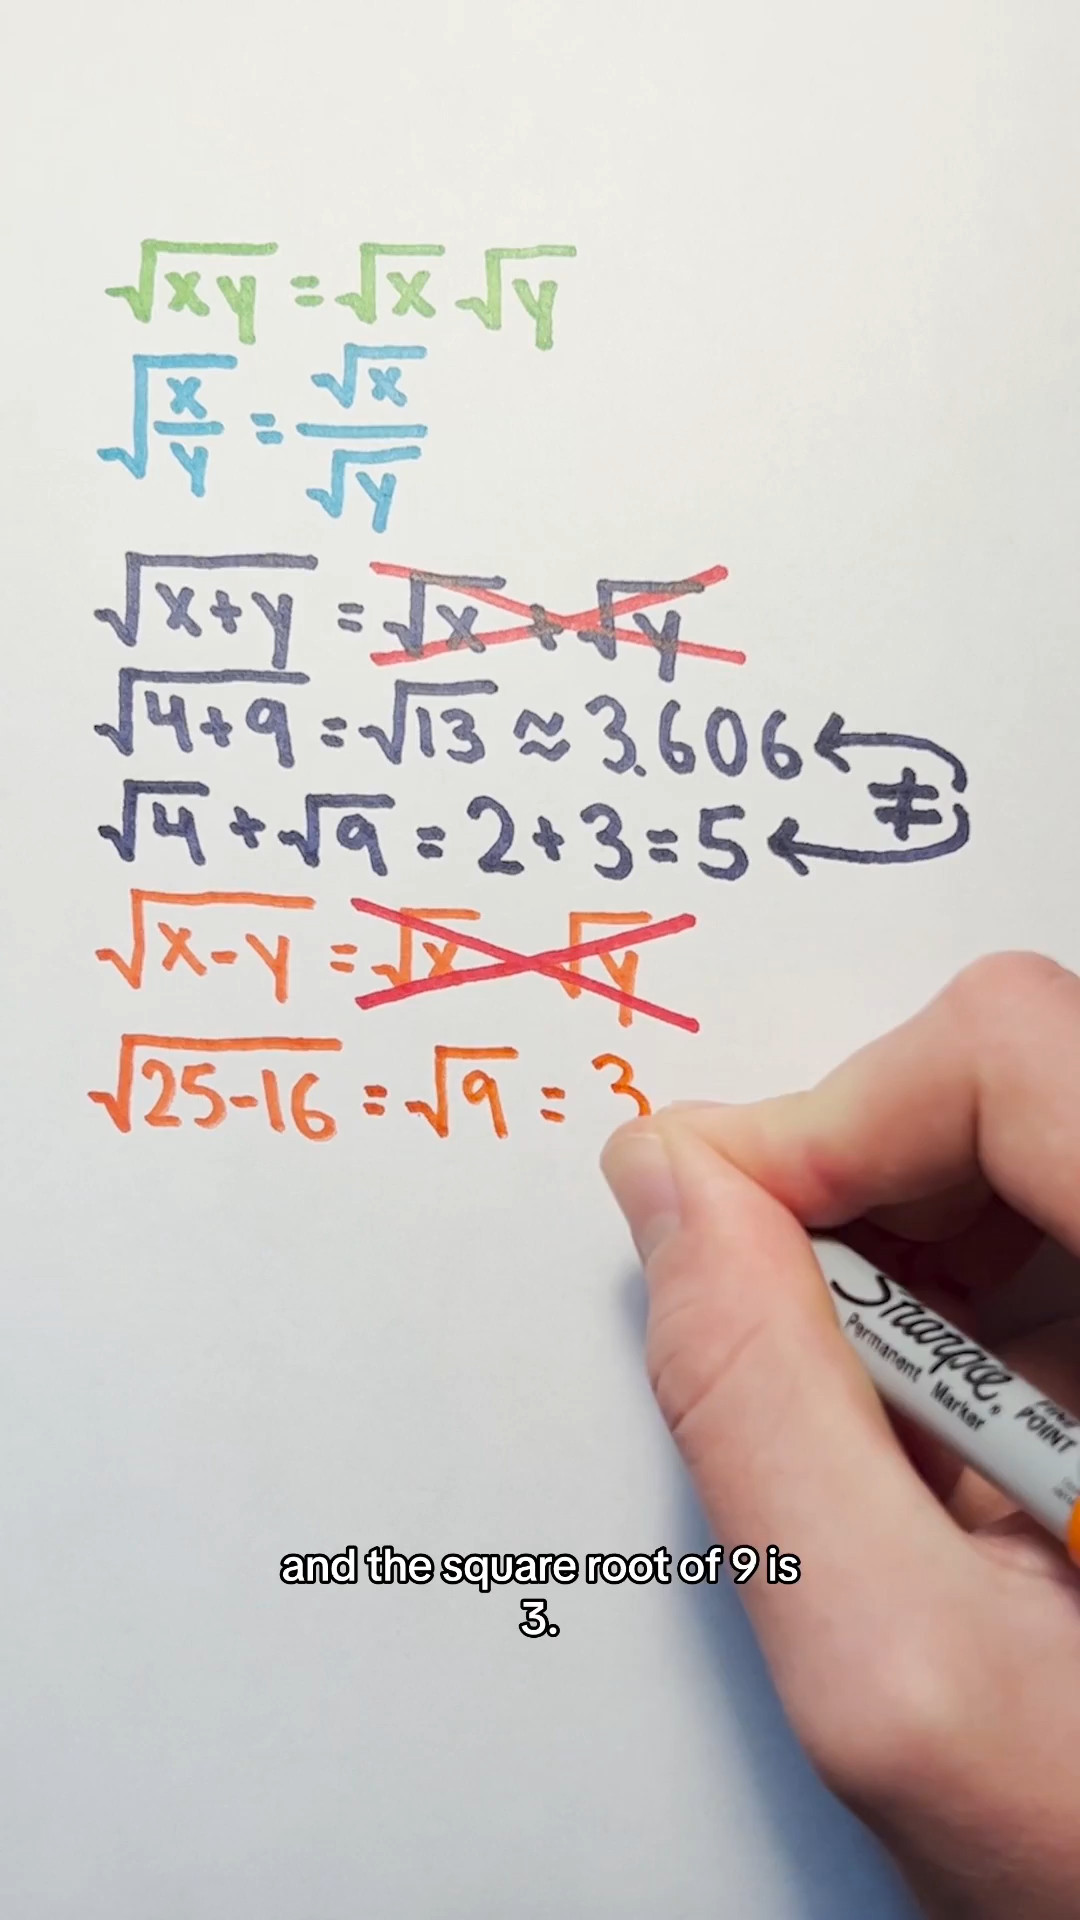 √xy = √x √y
√x/y = √x/√y
√x+y = √x + √y
√4+9 = √13 ≈ 3.606
≠
√4 + √9 = 2+3=5
√x-y = √x √y
√25-16 = √9 = 3
Sharpie.
Permanent Marker
FINE POINT
and the square root of 9 is
3.